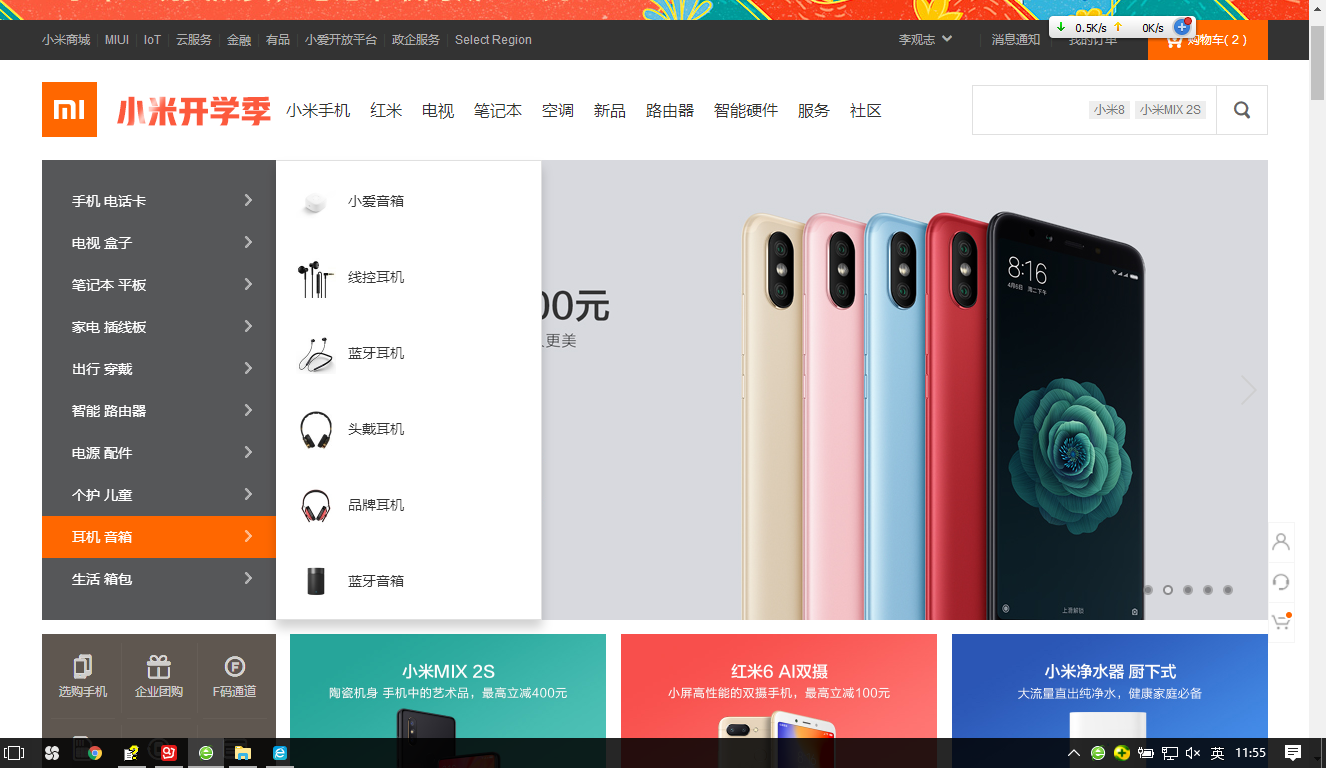 0.5K/s 0K/s
小米商城 MIUI IoT 云服务 金融 有品 小爱开放平台 政企服务 Select Region 李观志 消息通知 我的订单 购物车( 2 )
小米开学季 小米手机 红米 电视 笔记本 空调 新品 路由器 智能硬件 服务 社区 小米8 小米MIX 2S
手机 电话卡
电视 盒子
笔记本 平板
家电 插线板
出行 穿戴
智能 路由器
电源 配件
个护 儿童
耳机 音箱
生活 箱包
小爱音箱
线控耳机
蓝牙耳机
头戴耳机
品牌耳机
蓝牙音箱
00元
更美
8:16
4月6日 周二下午
上滑解锁
选购手机 企业团购 F码通道
小米MIX 2S
陶瓷机身 手机中的艺术品，最高立减400元
红米6 AI双摄
小屏高性能的双摄手机，最高立减100元
小米净水器 厨下式
大流量直出纯净水，健康家庭必备
英 11:55